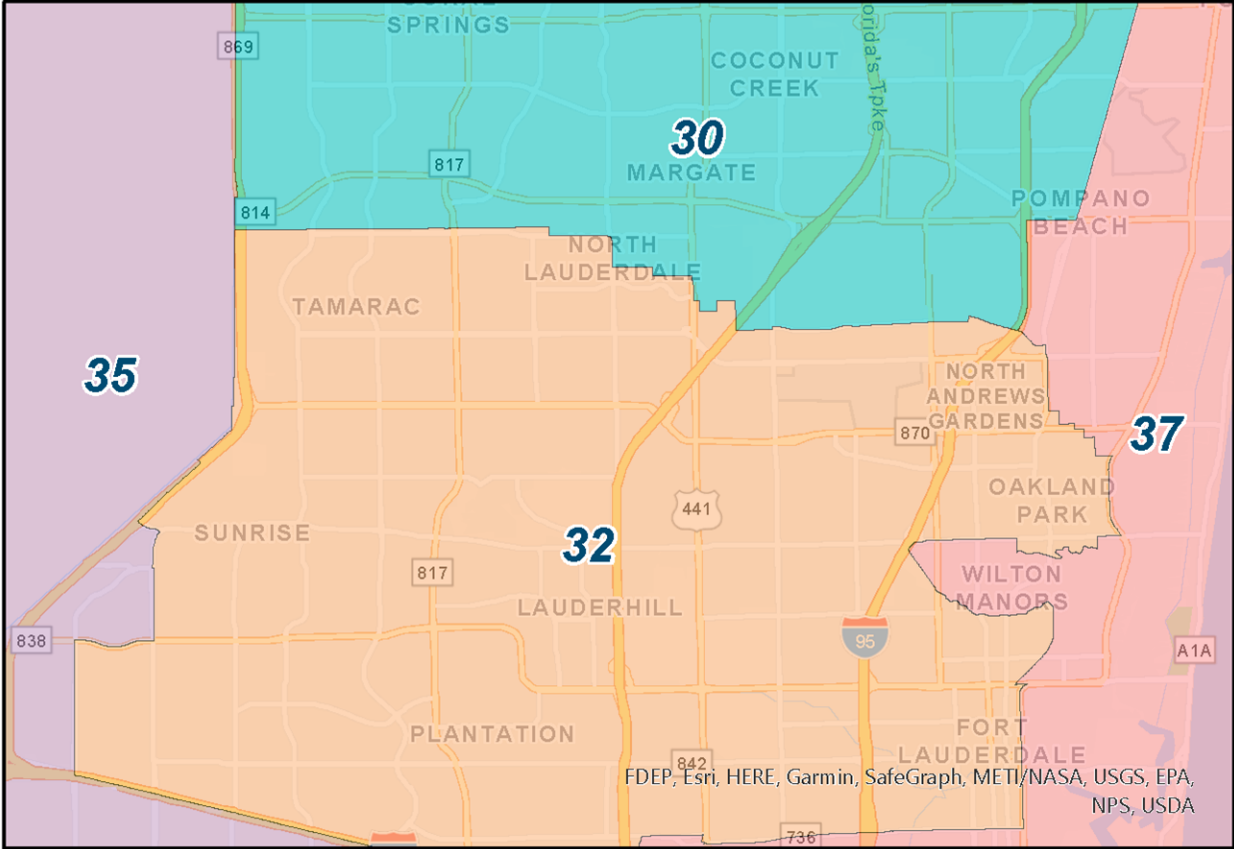 SPRINGS
869
COCONUT
CREEK
Florida's Tpke
30
817
MARGATE
814
POMPANO
BEACH
NORTH
LAUDERDALE
TAMARAC
35
NORTH
ANDREWS
GARDENS
870
37
OAKLAND
PARK
441
SUNRISE
32
817
WILTON
MANORS
LAUDERHILL
838
95
A1A
PLANTATION
FORT
LAUDERDALE
842
FDEP, Esri, HERE, Garmin, SafeGraph, METI/NASA, USGS, EPA,
NPS, USDA
736